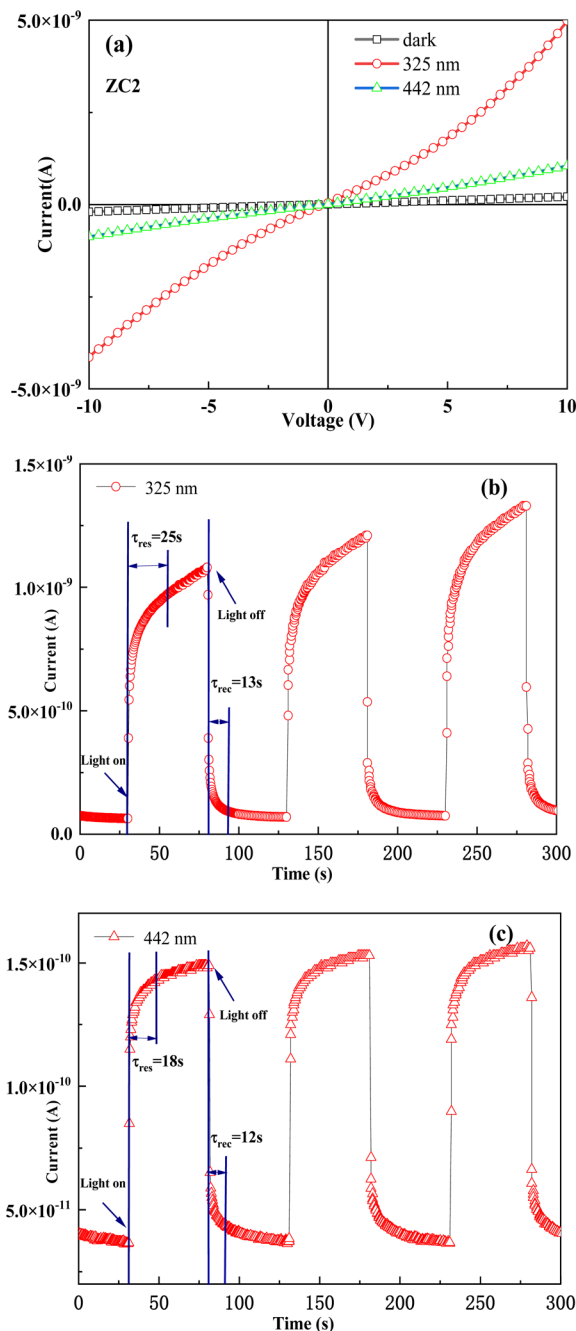 5.0×10⁻⁹
(a)
ZC2
dark
325 nm
442 nm
Current(A)
0.0
-5.0×10⁻⁹
-10 -5 0 5 10
Voltage (V)
1.5×10⁻⁹
325 nm
(b)
τres=25s
1.0×10⁻⁹
Light off
Current (A)
τrec=13s
5.0×10⁻¹⁰
Light on
0.0
0 50 100 150 200 250 300
Time (s)
442 nm
(c)
1.5×10⁻¹⁰
Light off
τres=18s
1.0×10⁻¹⁰
Current (A)
τrec=12s
Light on
5.0×10⁻¹¹
0 50 100 150 200 250 300
Time (s)